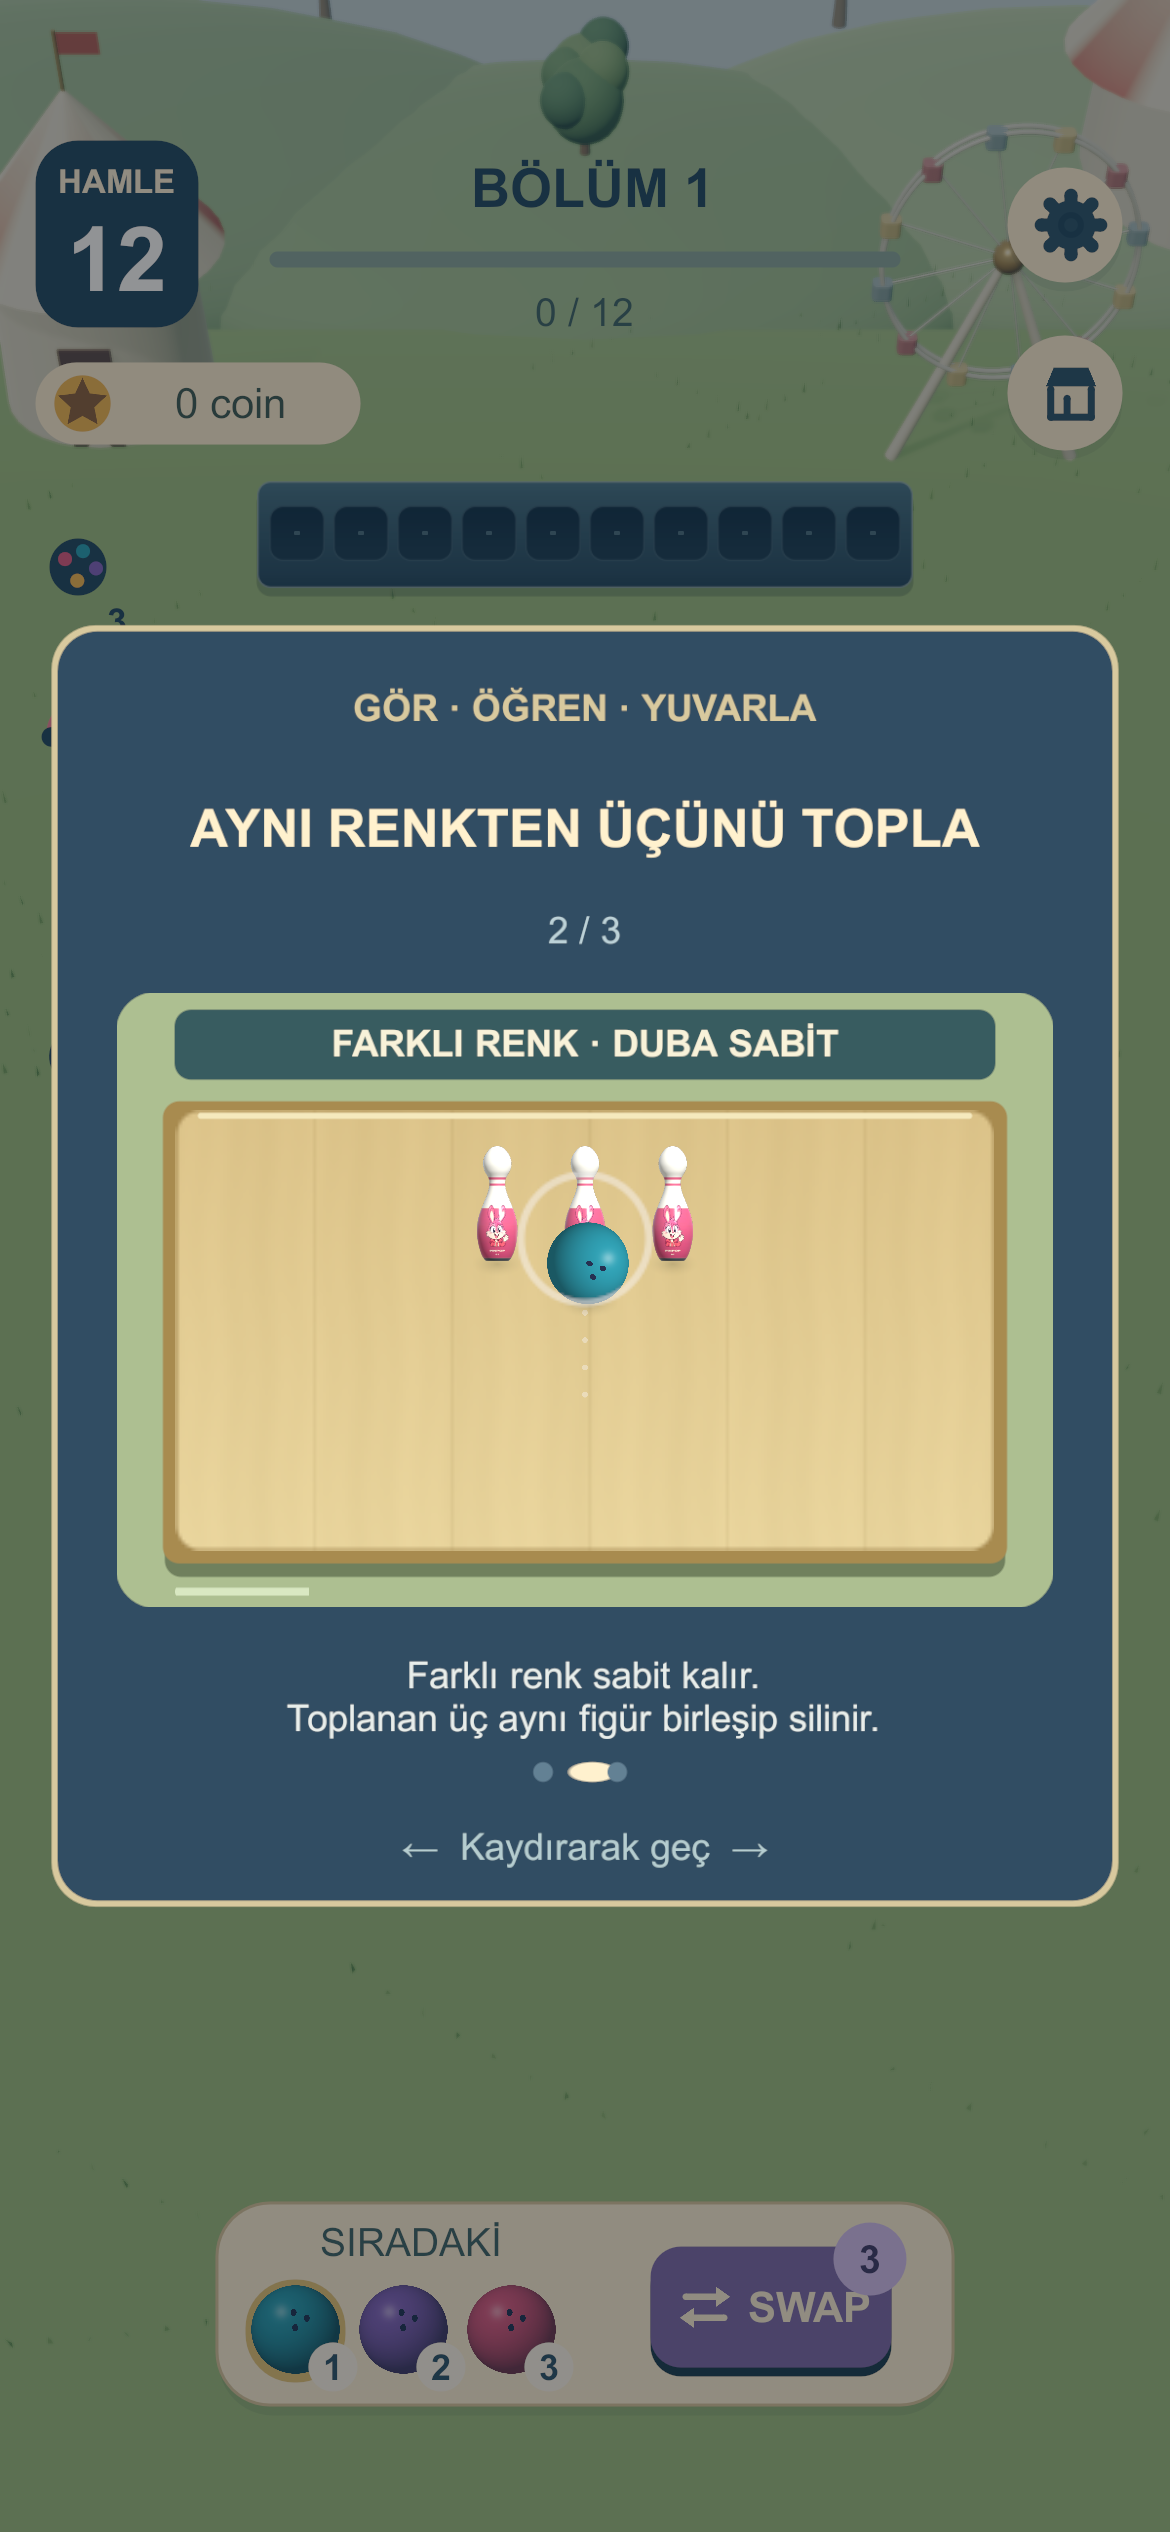 HAMLE
12
BÖLÜM 1
0 / 12
0 coin
3
GÖR · ÖĞREN · YUVARLA
AYNI RENKTEN ÜÇÜNÜ TOPLA
2 / 3
FARKLI RENK · DUBA SABİT
Farklı renk sabit kalır.
Toplanan üç aynı figür birleşip silinir.
← Kaydırarak geç →
SIRADAKİ
1
2
3
3
SWAP